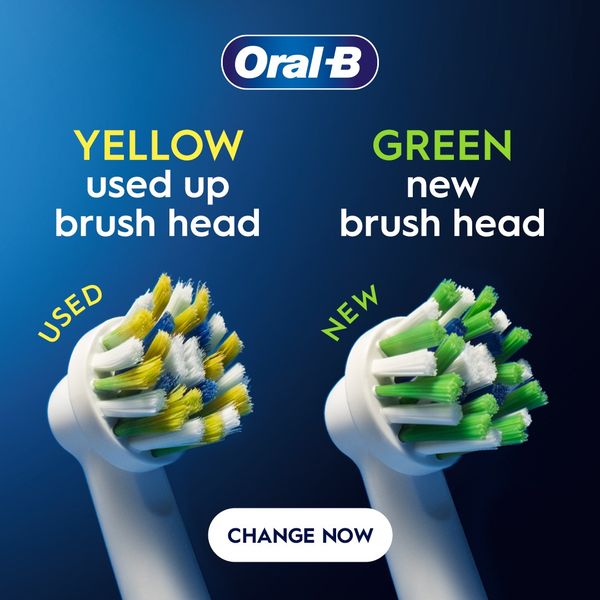 Oral-B
YELLOW
used up
brush head
GREEN
new
brush head
USED
NEW
CHANGE NOW